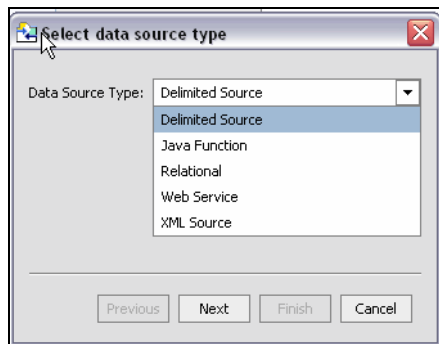 Select data source type
Data Source Type: Delimited Source
Delimited Source
Java Function
Relational
Web Service
XML Source
Previous Next Finish Cancel